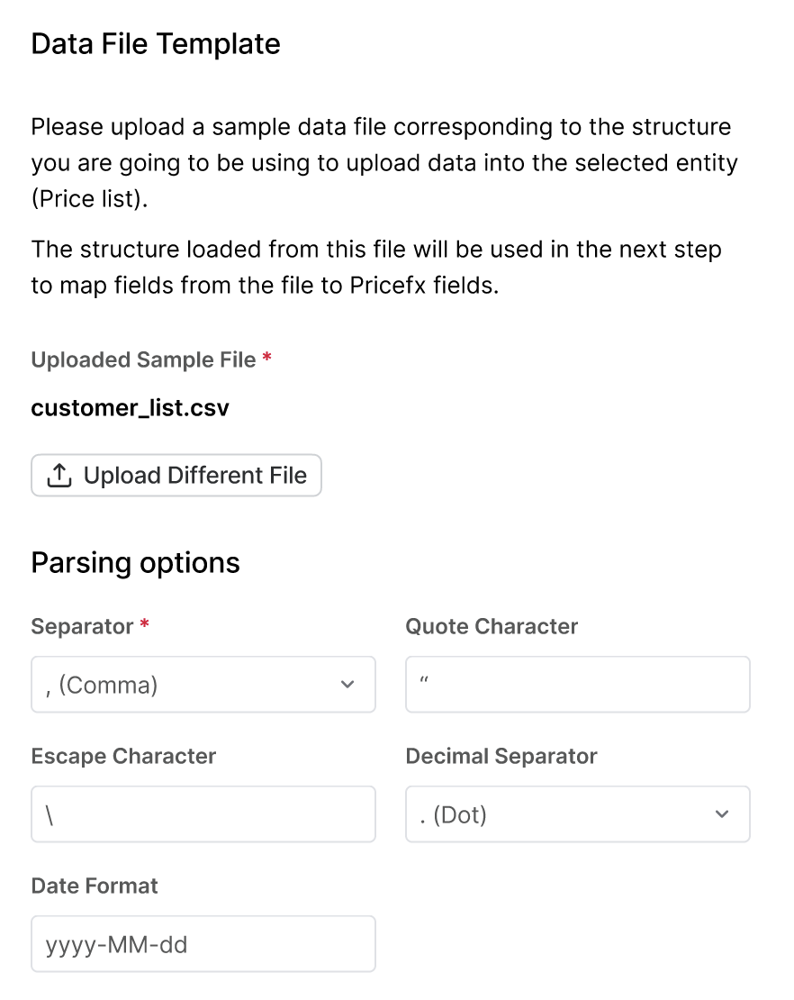 Data File Template
Please upload a sample data file corresponding to the structure
you are going to be using to upload data into the selected entity
(Price list).
The structure loaded from this file will be used in the next step
to map fields from the file to Pricefx fields.
Uploaded Sample File *
customer_list.csv
Upload Different File
Parsing options
Separator *
Quote Character
, (Comma)
“
Escape Character
Decimal Separator
\
. (Dot)
Date Format
yyyy-MM-dd